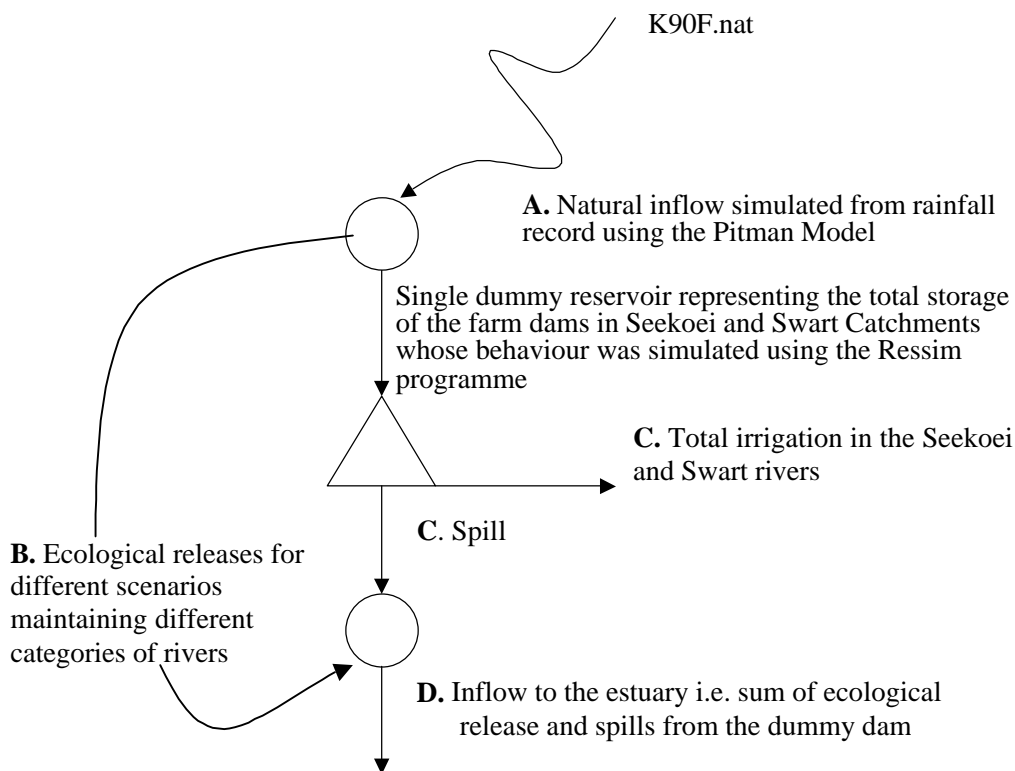 K90F.nat
A. Natural inflow simulated from rainfall
record using the Pitman Model
Single dummy reservoir representing the total storage
of the farm dams in Seekoei and Swart Catchments
whose behaviour was simulated using the Ressim
programme
C. Total irrigation in the Seekoei
and Swart rivers
C. Spill
B. Ecological releases for
different scenarios
maintaining different
categories of rivers
D. Inflow to the estuary i.e. sum of ecological
release and spills from the dummy dam